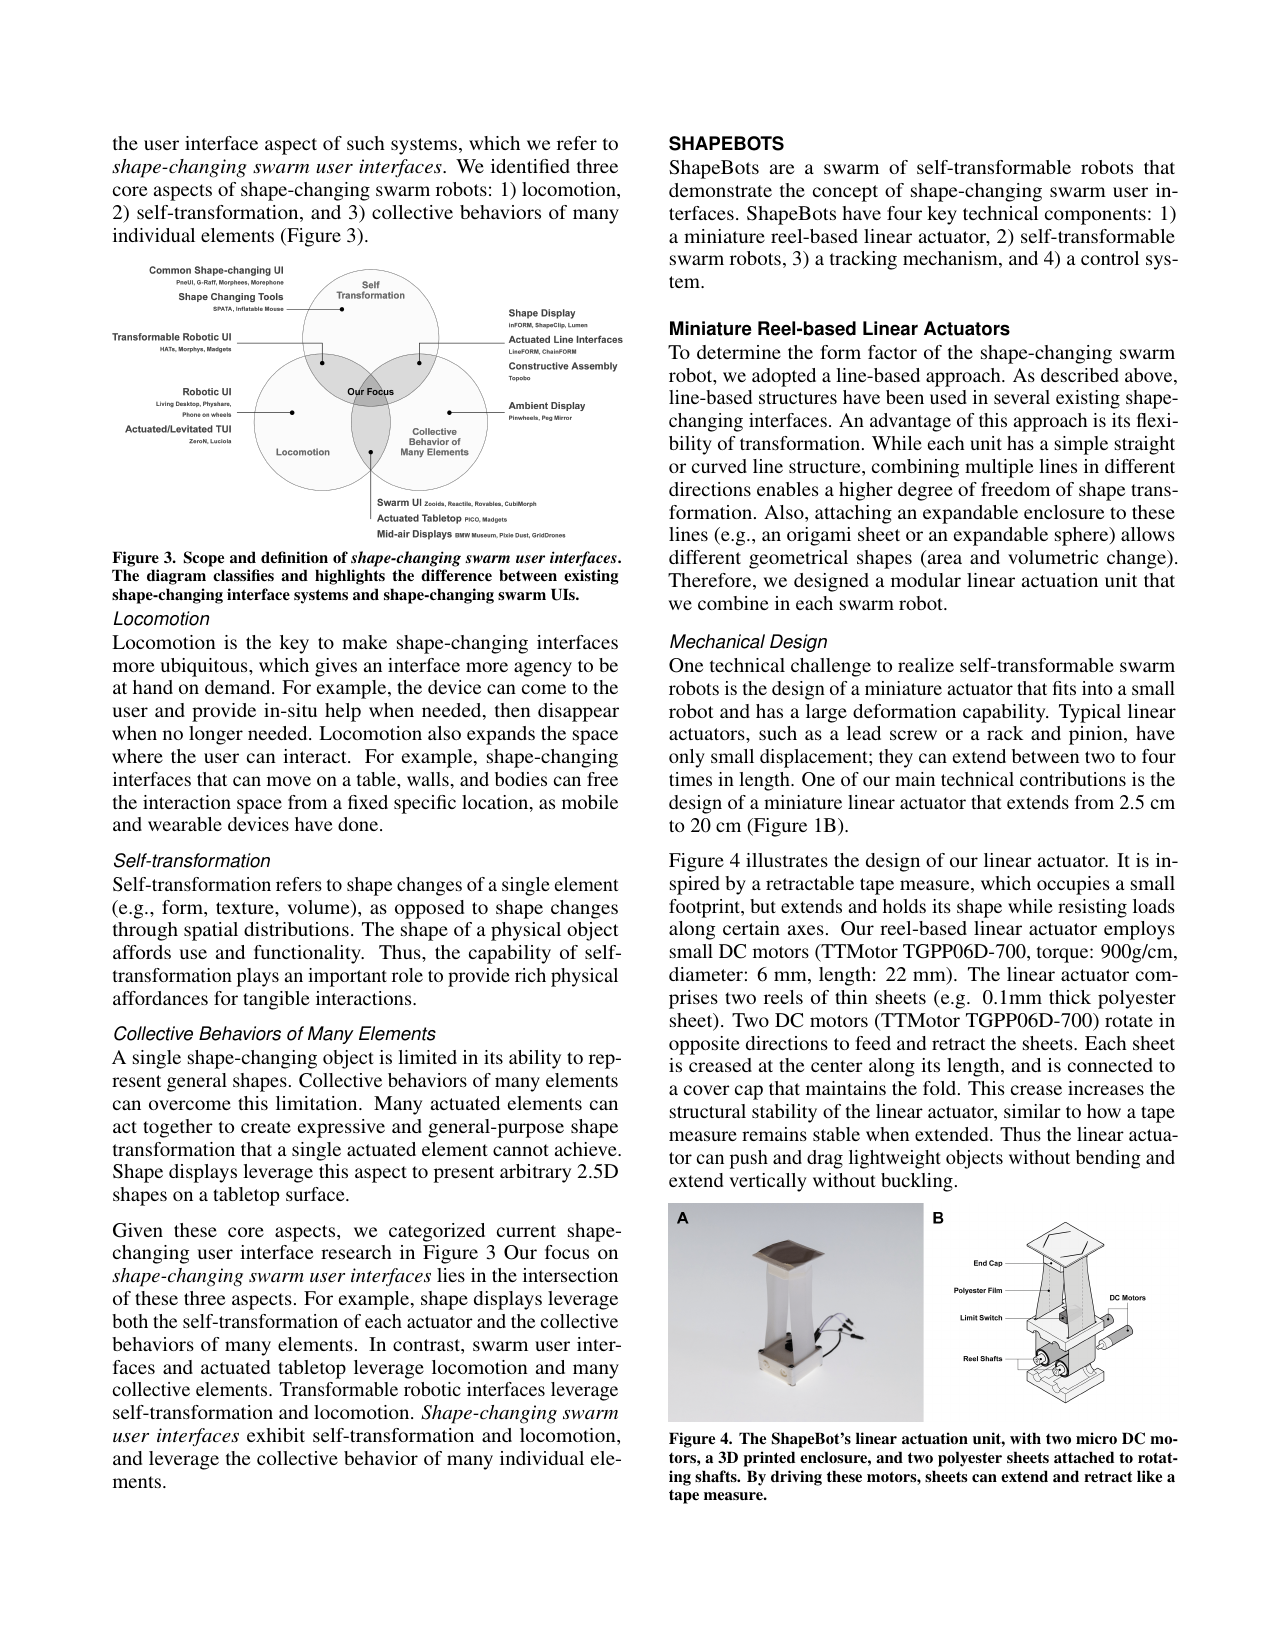 the user interface aspect of such systems, which we refer to
shape-changing swarm user interfaces. We identified three
core aspects of shape-changing swarm robots: 1) locomotion,
2) self-transformation, and 3) collective behaviors of many
individual elements (Figure 3).
Common Shape-changing UI
PneUI, G-Raff, Morphees, Morephone
Shape Changing Tools
SPATA, Inflatable Mouse
Transformable Robotic UI
HATs, Morphys, Madgets
Robotic UI
Living Desktop, Physhare,
Phone on wheels
Actuated/Levitated TUI
ZeroN, Luciola
Self
Transformation
Our Focus
Locomotion
Collective
Behavior of
Many Elements
Shape Display
inFORM, ShapeClip, Lumen
Actuated Line Interfaces
LineFORM, ChainFORM
Constructive Assembly
Topobo
Ambient Display
Pinwheels, Peg Mirror
Swarm UI Zooids, Reactile, Rovables, CubiMorph
Actuated Tabletop PICO, Madgets
Mid-air Displays BMW Museum, Pixie Dust, GridDrones
Figure 3. Scope and definition of shape-changing swarm user interfaces.
The diagram classifies and highlights the difference between existing
shape-changing interface systems and shape-changing swarm UIs.
Locomotion
Locomotion is the key to make shape-changing interfaces
more ubiquitous, which gives an interface more agency to be
at hand on demand. For example, the device can come to the
user and provide in-situ help when needed, then disappear
when no longer needed. Locomotion also expands the space
where the user can interact. For example, shape-changing
interfaces that can move on a table, walls, and bodies can free
the interaction space from a fixed specific location, as mobile
and wearable devices have done.
Self-transformation
Self-transformation refers to shape changes of a single element
(e.g., form, texture, volume), as opposed to shape changes
through spatial distributions. The shape of a physical object
affords use and functionality. Thus, the capability of self-
transformation plays an important role to provide rich physical
affordances for tangible interactions.
Collective Behaviors of Many Elements
A single shape-changing object is limited in its ability to rep-
resent general shapes. Collective behaviors of many elements
can overcome this limitation. Many actuated elements can
act together to create expressive and general-purpose shape
transformation that a single actuated element cannot achieve.
Shape displays leverage this aspect to present arbitrary 2.5D
shapes on a tabletop surface.
Given these core aspects, we categorized current shape-
changing user interface research in Figure 3 Our focus on
shape-changing swarm user interfaces lies in the intersection
of these three aspects. For example, shape displays leverage
both the self-transformation of each actuator and the collective
behaviors of many elements. In contrast, swarm user inter-
faces and actuated tabletop leverage locomotion and many
collective elements. Transformable robotic interfaces leverage
self-transformation and locomotion. Shape-changing swarm
user interfaces exhibit self-transformation and locomotion,
and leverage the collective behavior of many individual ele-
ments.
SHAPEBOTS
ShapeBots are a swarm of self-transformable robots that
demonstrate the concept of shape-changing swarm user in-
terfaces. ShapeBots have four key technical components: 1)
a miniature reel-based linear actuator, 2) self-transformable
swarm robots, 3) a tracking mechanism, and 4) a control sys-
tem.
Miniature Reel-based Linear Actuators
To determine the form factor of the shape-changing swarm
robot, we adopted a line-based approach. As described above,
line-based structures have been used in several existing shape-
changing interfaces. An advantage of this approach is its flexi-
bility of transformation. While each unit has a simple straight
or curved line structure, combining multiple lines in different
directions enables a higher degree of freedom of shape trans-
formation. Also, attaching an expandable enclosure to these
lines (e.g., an origami sheet or an expandable sphere) allows
different geometrical shapes (area and volumetric change).
Therefore, we designed a modular linear actuation unit that
we combine in each swarm robot.
Mechanical Design
One technical challenge to realize self-transformable swarm
robots is the design of a miniature actuator that fits into a small
robot and has a large deformation capability. Typical linear
actuators, such as a lead screw or a rack and pinion, have
only small displacement; they can extend between two to four
times in length. One of our main technical contributions is the
design of a miniature linear actuator that extends from 2.5 cm
to 20 cm (Figure 1B).
Figure 4 illustrates the design of our linear actuator. It is in-
spired by a retractable tape measure, which occupies a small
footprint, but extends and holds its shape while resisting loads
along certain axes. Our reel-based linear actuator employs
small DC motors (TTMotor TGPP06D-700, torque: 900g/cm,
diameter: 6 mm, length: 22 mm). The linear actuator com-
prises two reels of thin sheets (e.g. 0.1mm thick polyester
sheet). Two DC motors (TTMotor TGPP06D-700) rotate in
opposite directions to feed and retract the sheets. Each sheet
is creased at the center along its length, and is connected to
a cover cap that maintains the fold. This crease increases the
structural stability of the linear actuator, similar to how a tape
measure remains stable when extended. Thus the linear actua-
tor can push and drag lightweight objects without bending and
extend vertically without buckling.
A
B
End Cap
Polyester Film
DC Motors
Limit Switch
Reel Shafts
Figure 4. The ShapeBot's linear actuation unit, with two micro DC mo-
tors, a 3D printed enclosure, and two polyester sheets attached to rotat-
ing shafts. By driving these motors, sheets can extend and retract like a
tape measure.